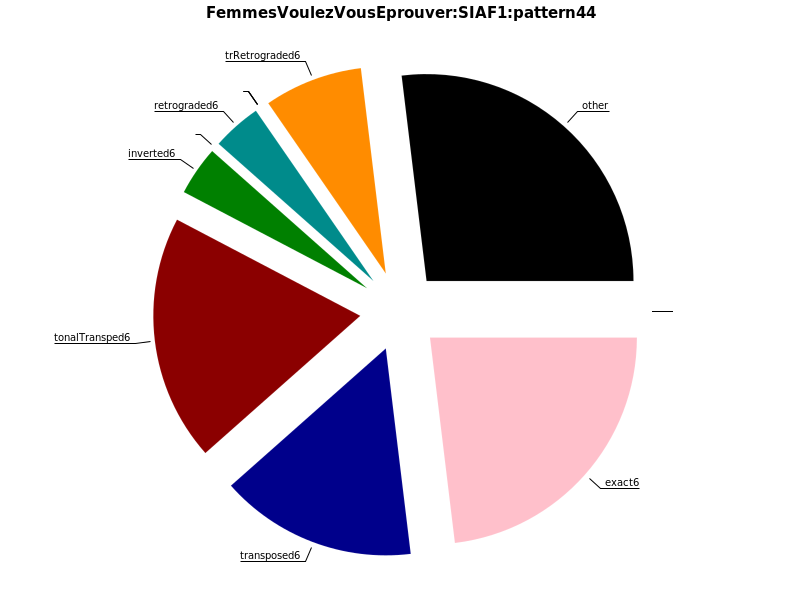 FemmesVoulezVousEprouver:SIAF1:pattern44
trRetrograded6
other
retrograded6
inverted6
tonalTransped6
exact6
transposed6